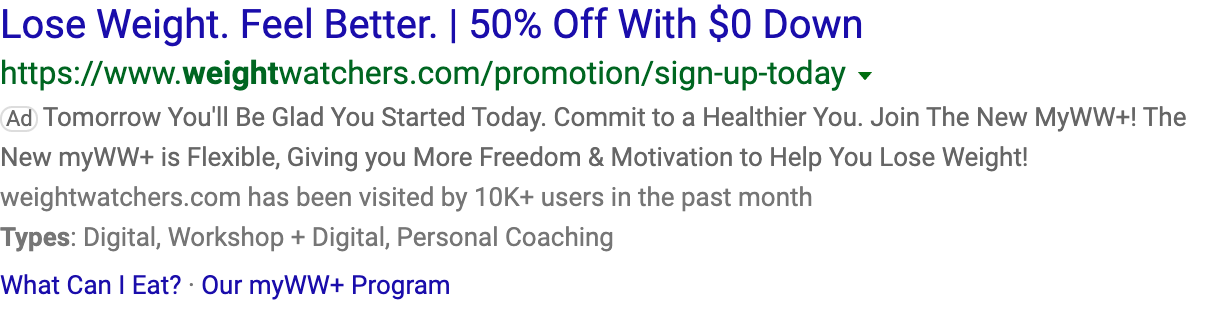 Lose Weight. Feel Better. | 50% Off With $0 Down
https://www.weightwatchers.com/promotion/sign-up-today
Ad Tomorrow You'll Be Glad You Started Today. Commit to a Healthier You. Join The New MyWW+! The
New myWW+ is Flexible, Giving you More Freedom & Motivation to Help You Lose Weight!
weightwatchers.com has been visited by 10K+ users in the past month
Types: Digital, Workshop + Digital, Personal Coaching
What Can I Eat? · Our myWW+ Program